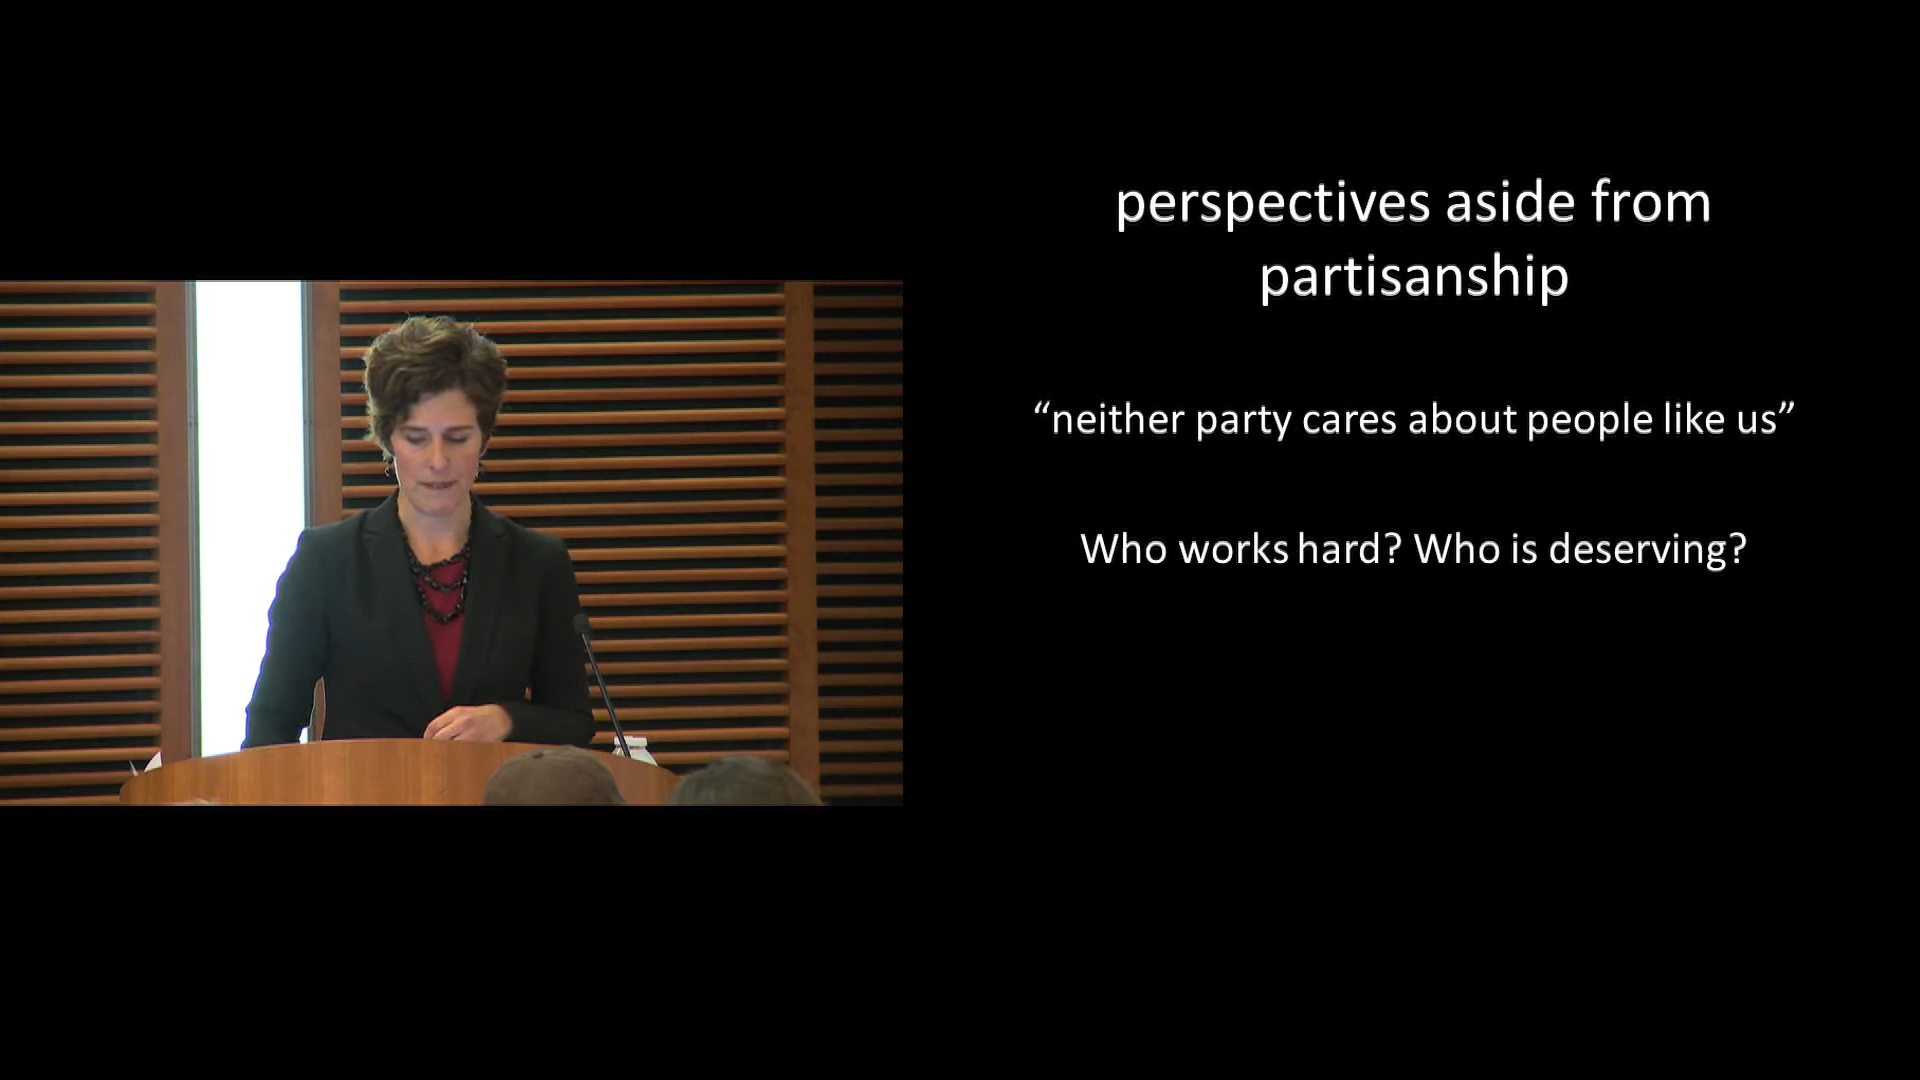 perspectives aside from
partisanship
“neither party cares about people like us”
Who works hard? Who is deserving?